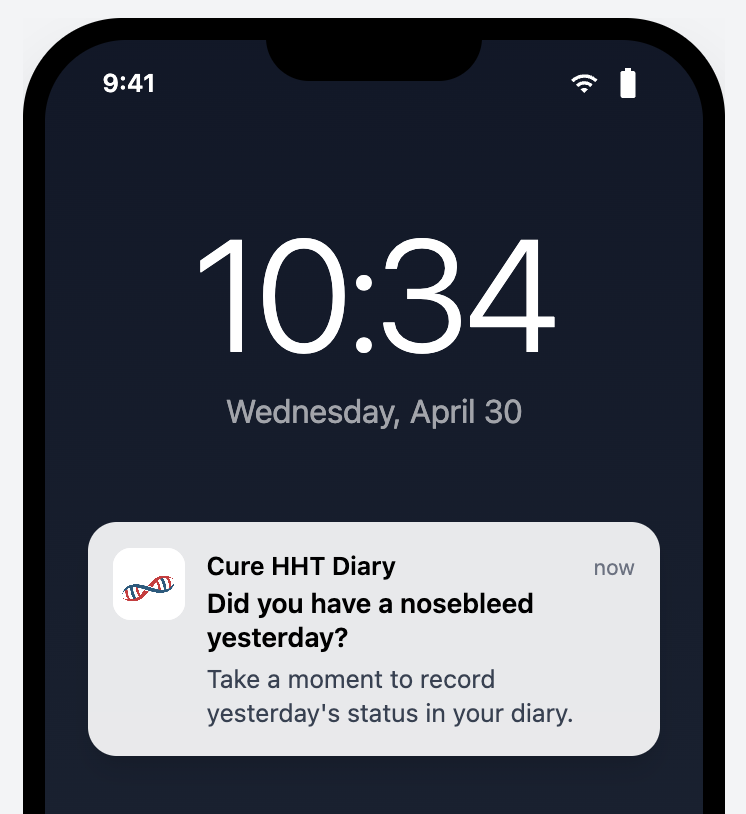 9:41
10:34
Wednesday, April 30
Cure HHT Diary
now
Did you have a nosebleed
yesterday?
Take a moment to record
yesterday's status in your diary.